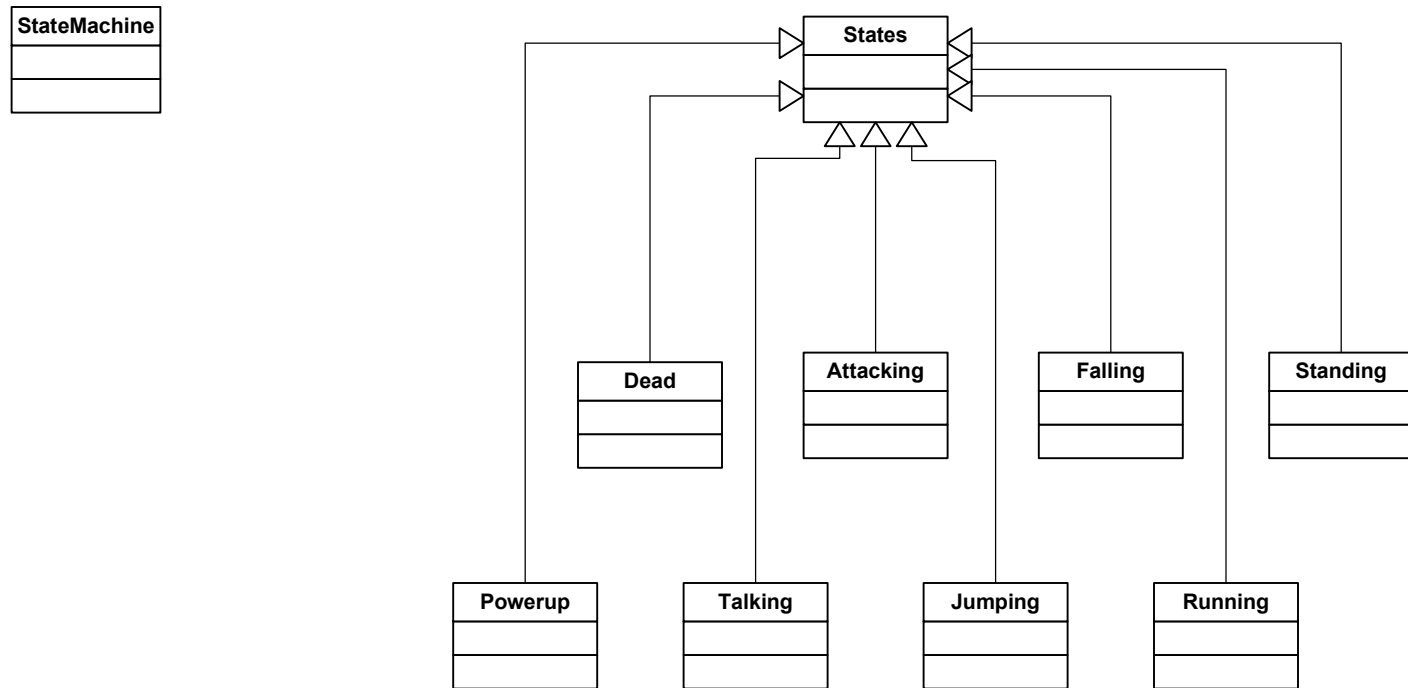 StateMachine
States
Dead
Attacking
Falling
Standing
Powerup
Talking
Jumping
Running